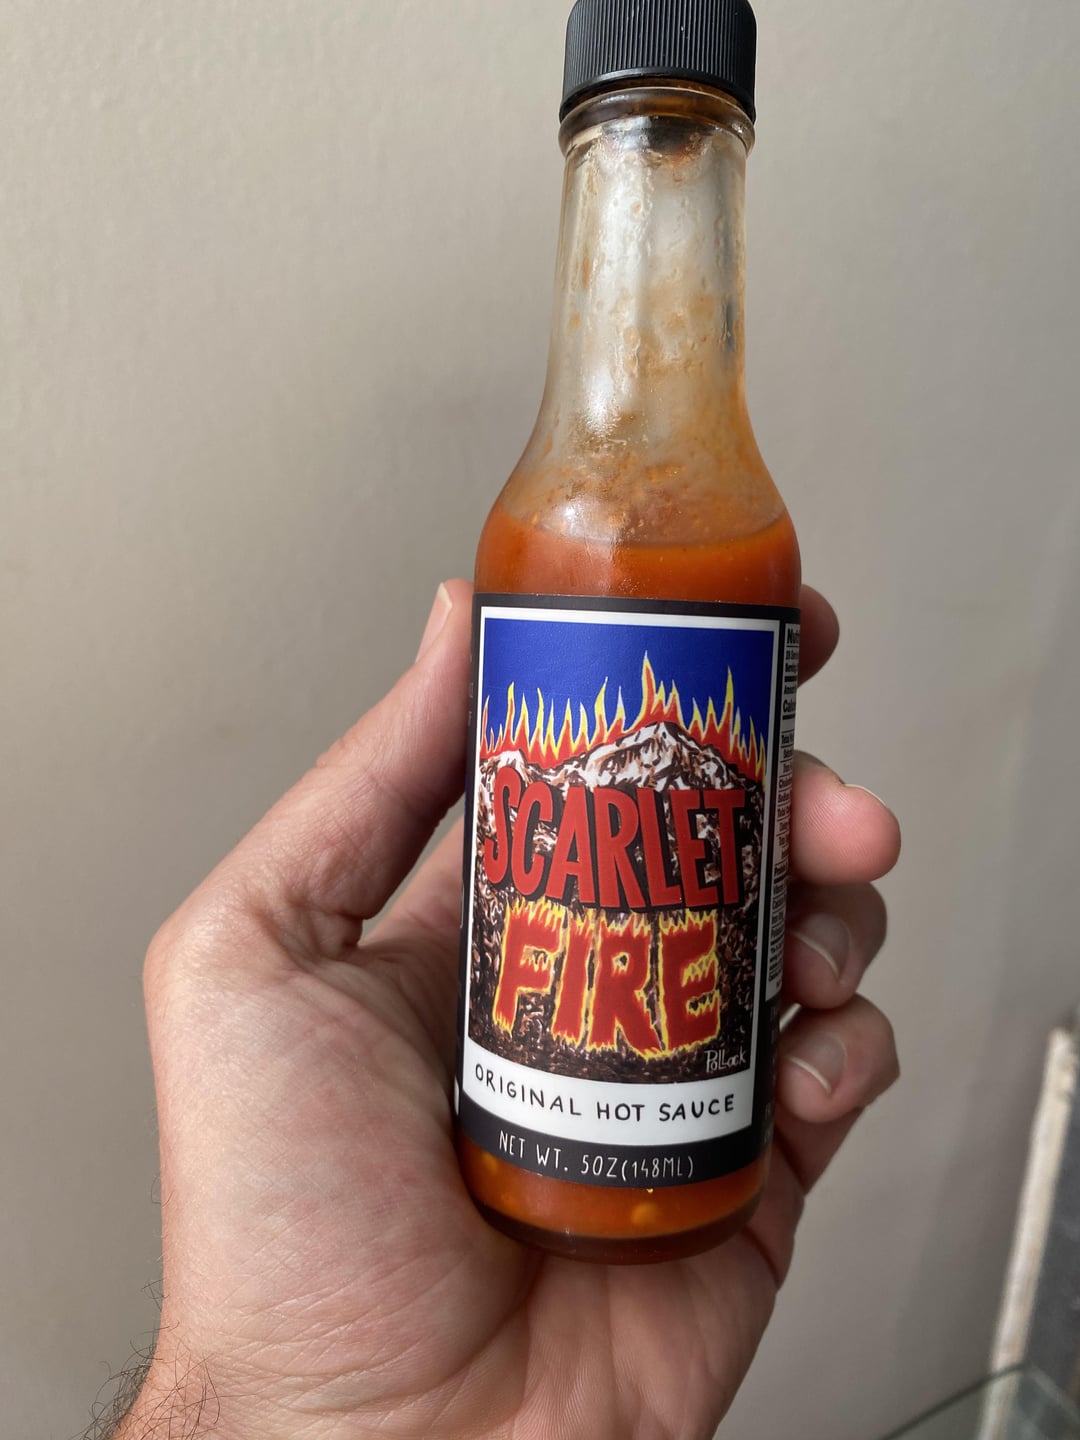 SCARLET
FIRE
Pollock
ORIGINAL HOT SAUCE
NET WT. 5OZ(148ML)